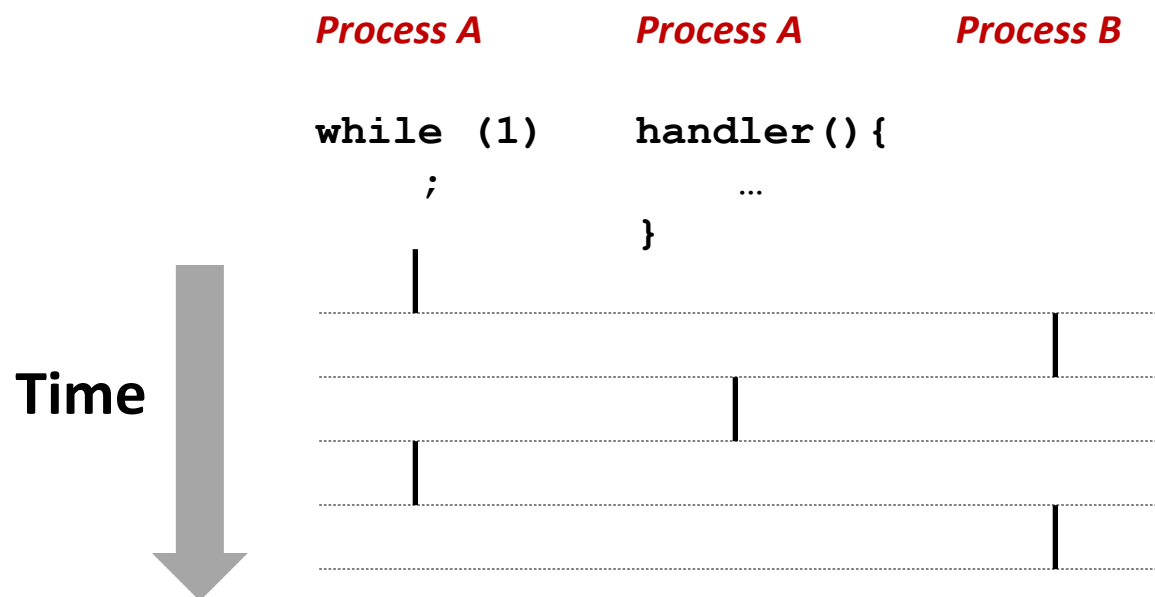 Process A Process A Process B
while (1) handler(){
; …
}
Time